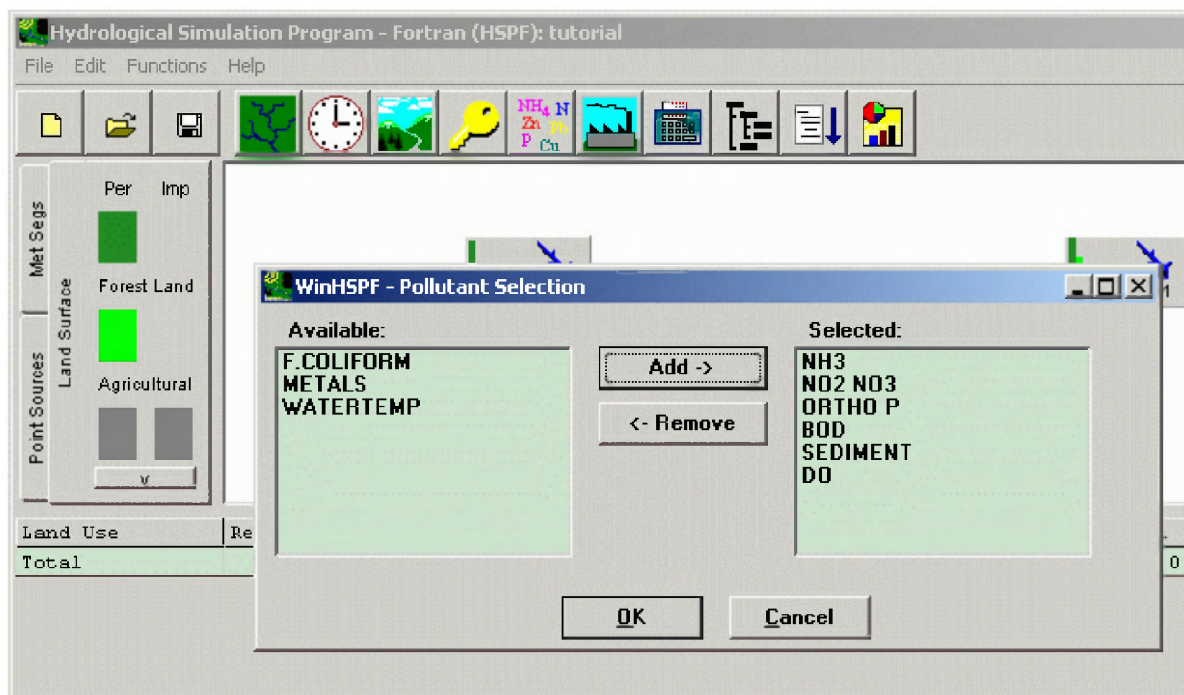 Hydrological Simulation Program - Fortran (HSPF): tutorial
File Edit Functions Help
NH4 N
Zn Pb
P Cu
Met Segs
Point Sources
Land Surface
Per Imp
Forest Land
Agricultural
v
WinHSPF - Pollutant Selection
Available:
F.COLIFORM
METALS
WATERTEMP
Add ->
<- Remove
Selected:
NH3
NO2 NO3
ORTHO P
BOD
SEDIMENT
DO
OK Cancel
1
Land Use Re
Total 0